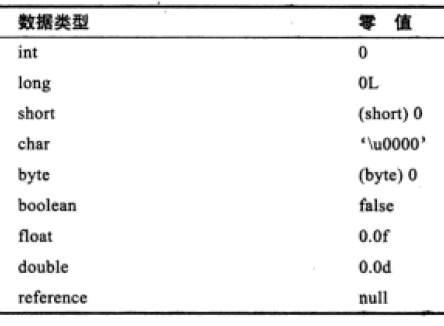 数据类型 零 值
int 0
long 0L
short (short) 0
char ‘\u0000’
byte (byte) 0
boolean false
float 0.0f
double 0.0d
reference null